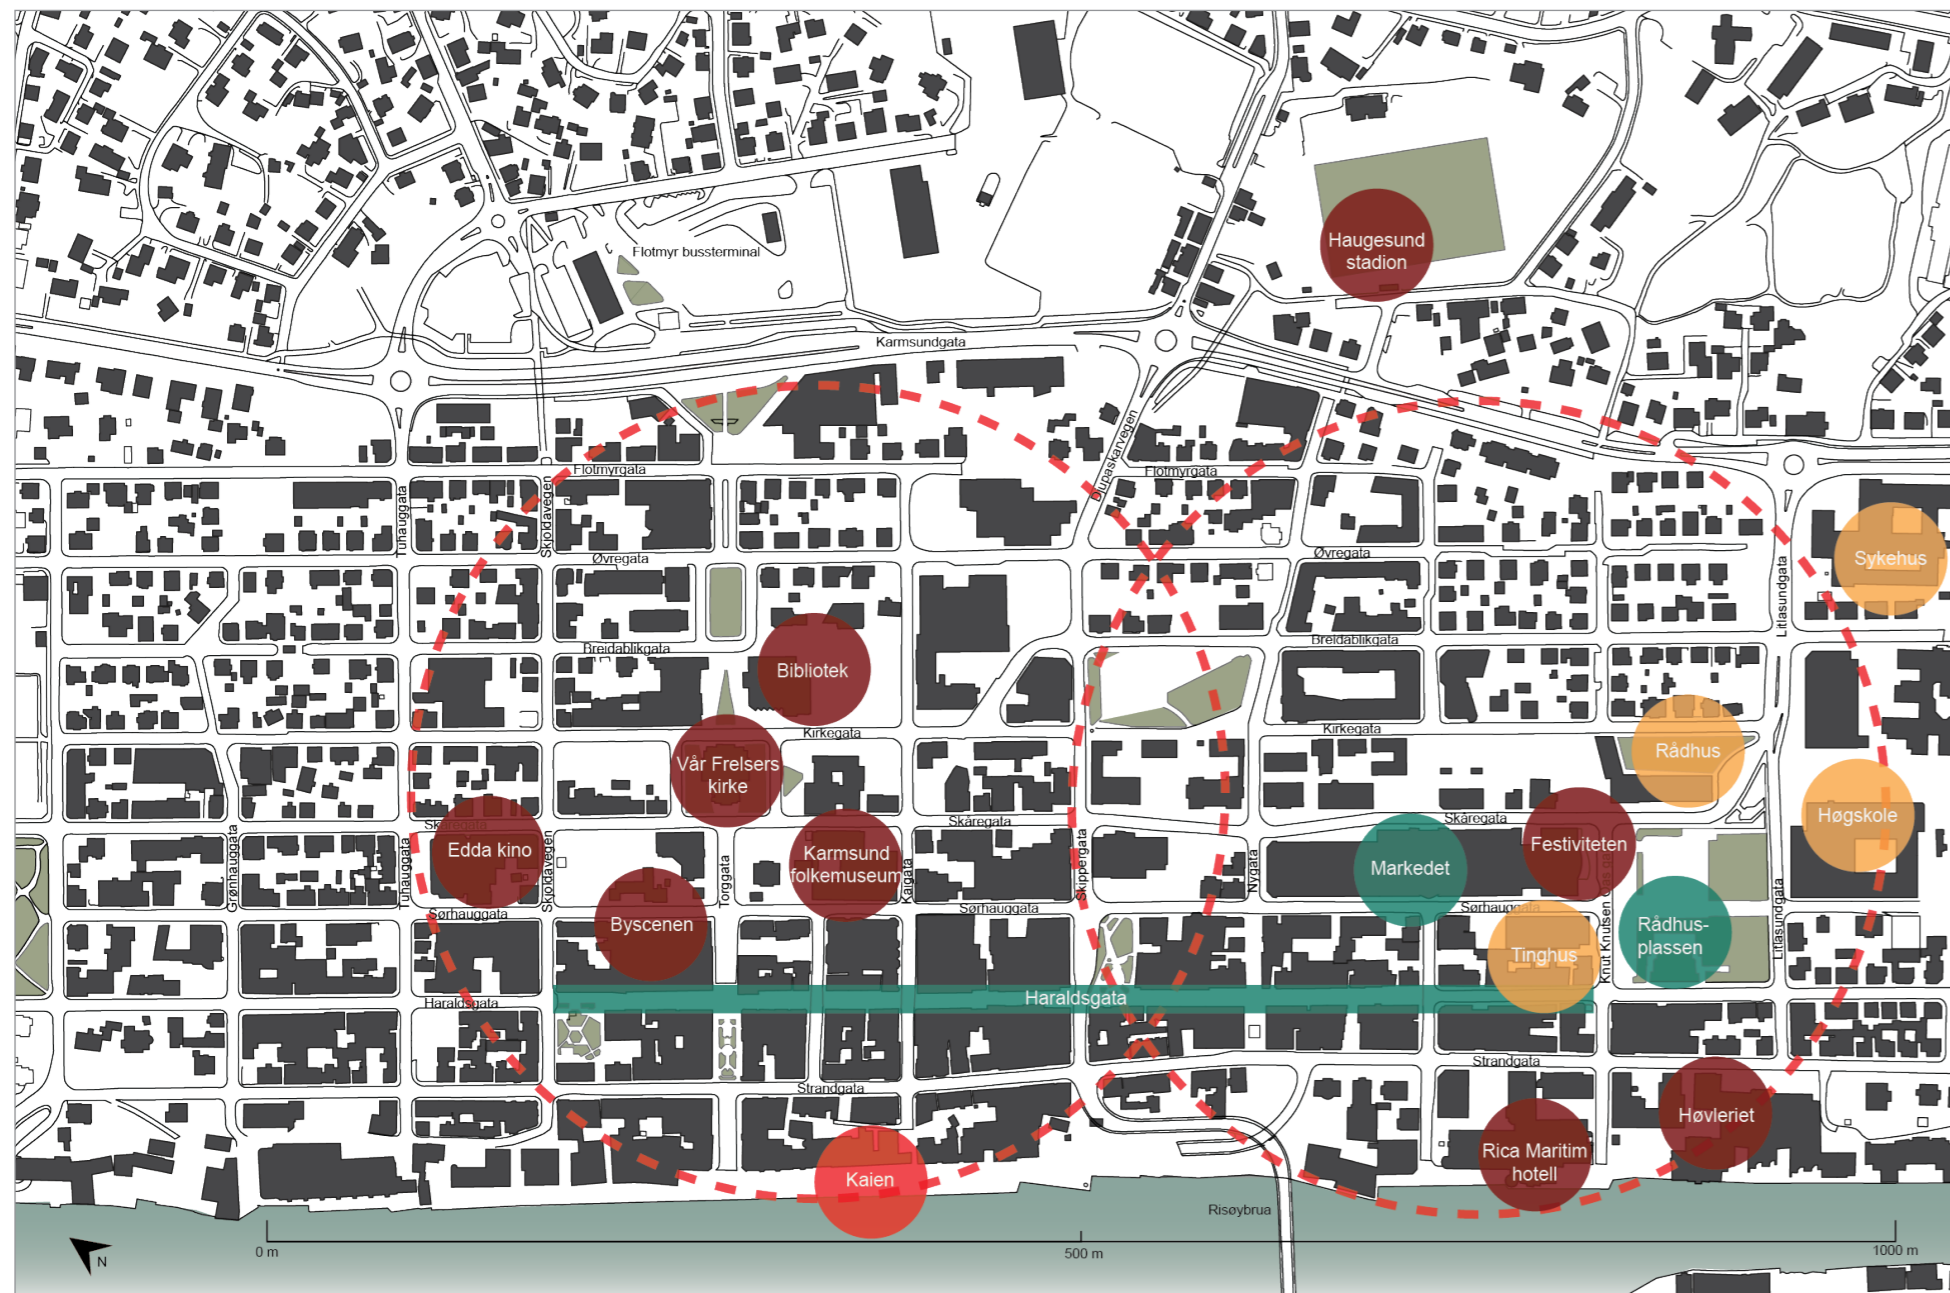 Haugesund
stadion
Flotmyr bussterminal
Karmsundgata
Djupaskarvegen
Flotmyrgata
Flotmyrgata
Tuhauggata
Skjoldavegen
Øvregata
Øvregata
Sykehus
Litlasundgata
Breidablikgata
Breidablikgata
Bibliotek
Kirkegata
Kirkegata
Rådhus
Vår Frelsers
kirke
Høgskole
Skåregata
Skåregata
Skåregata
Edda kino
Karmsund
folkemuseum
Markedet
Festiviteten
Grønhauggata
Tuhauggata
Skjoldavegen
Torggata
Kaigata
Skippergata
Nygata
Litlasundgata
Sørhauggata
Sørhauggata
Sørhauggata
Byscenen
Rådhus-
plassen
Tinghus
Haraldsgata
Haraldsgata
Strandgata
Strandgata
Høvleriet
Rica Maritim
hotell
Kaien
Risøybrua
N
0 m
500 m
1000 m